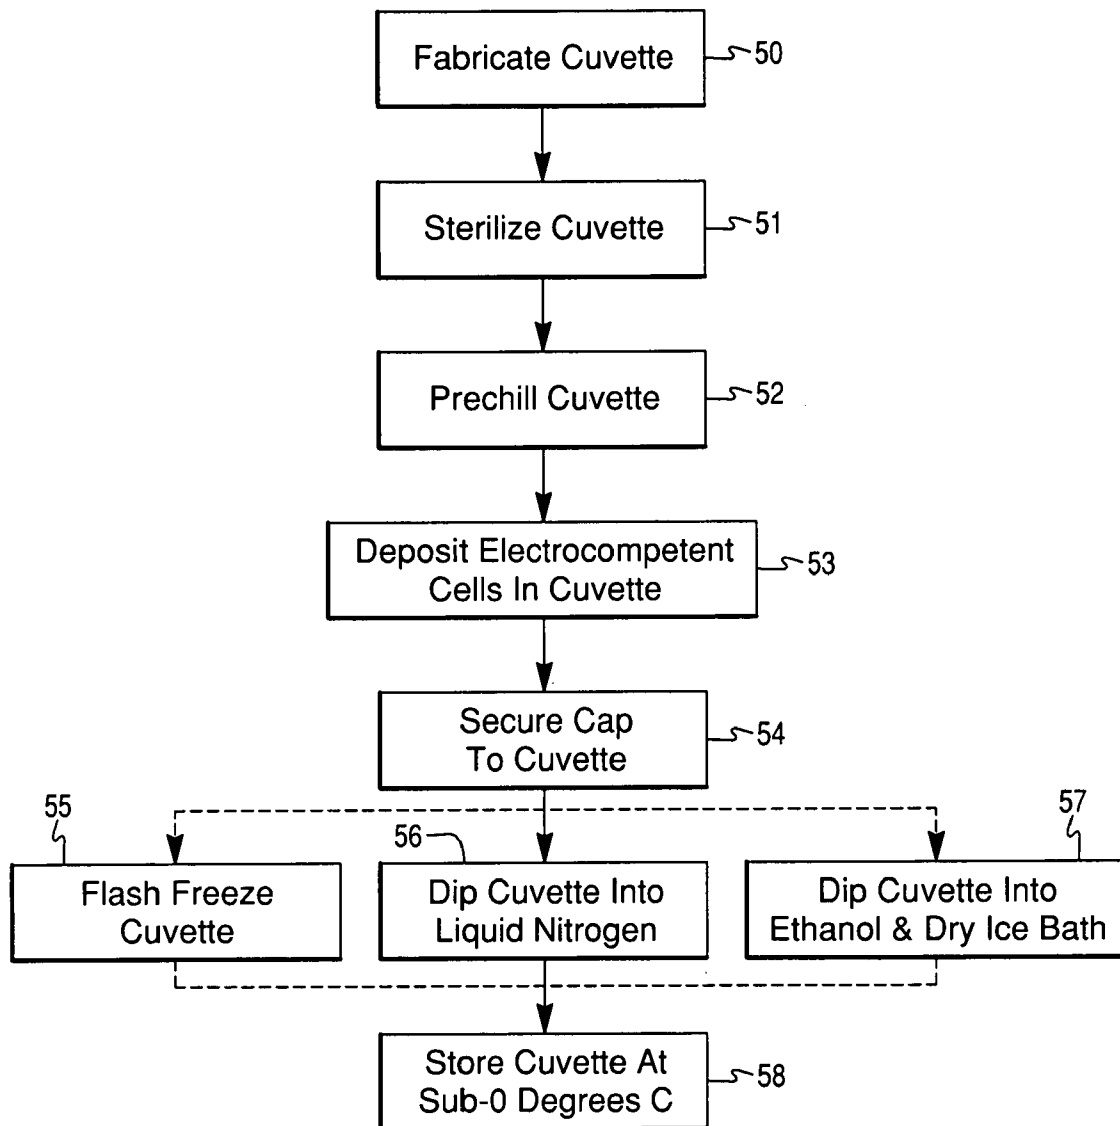 Fabricate Cuvette
50
Sterilize Cuvette
51
Prechill Cuvette
52
Deposit Electrocompetent
Cells In Cuvette
53
Secure Cap
To Cuvette
54
55
Flash Freeze
Cuvette
56
Dip Cuvette Into
Liquid Nitrogen
57
Dip Cuvette Into
Ethanol & Dry Ice Bath
Store Cuvette At
Sub-0 Degrees C
58